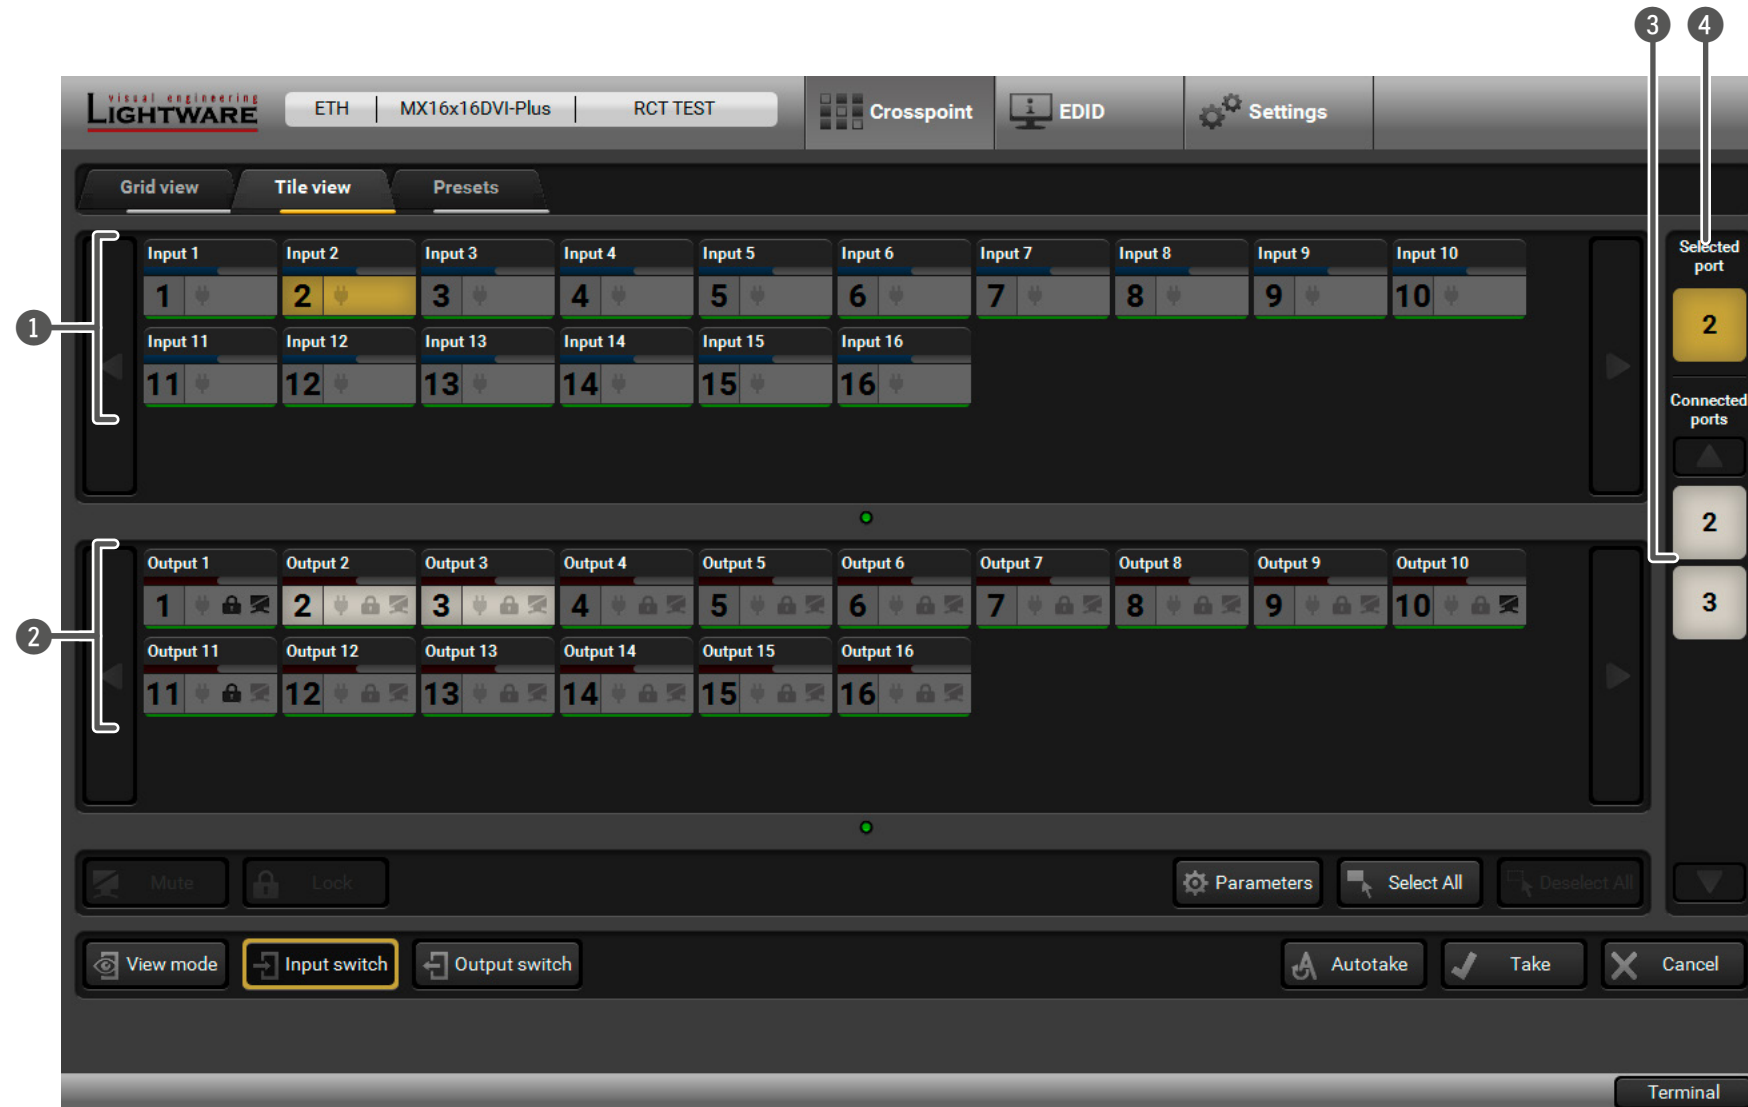 3 4
visual engineering
LIGHTWARE
ETH | MX16x16DVI-Plus | RCT TEST
Crosspoint
EDID
Settings
Grid view
Tile view
Presets
1
Input 1 Input 2 Input 3 Input 4 Input 5 Input 6 Input 7 Input 8 Input 9 Input 10
1 2 3 4 5 6 7 8 9 10
Input 11 Input 12 Input 13 Input 14 Input 15 Input 16
11 12 13 14 15 16
2
Output 1 Output 2 Output 3 Output 4 Output 5 Output 6 Output 7 Output 8 Output 9 Output 10
1 2 3 4 5 6 7 8 9 10
Output 11 Output 12 Output 13 Output 14 Output 15 Output 16
11 12 13 14 15 16
Selected
port
2
Connected
ports
2
3
Mute
Lock
Parameters
Select All
Deselect All
View mode
Input switch
Output switch
Autotake
Take
Cancel
Terminal